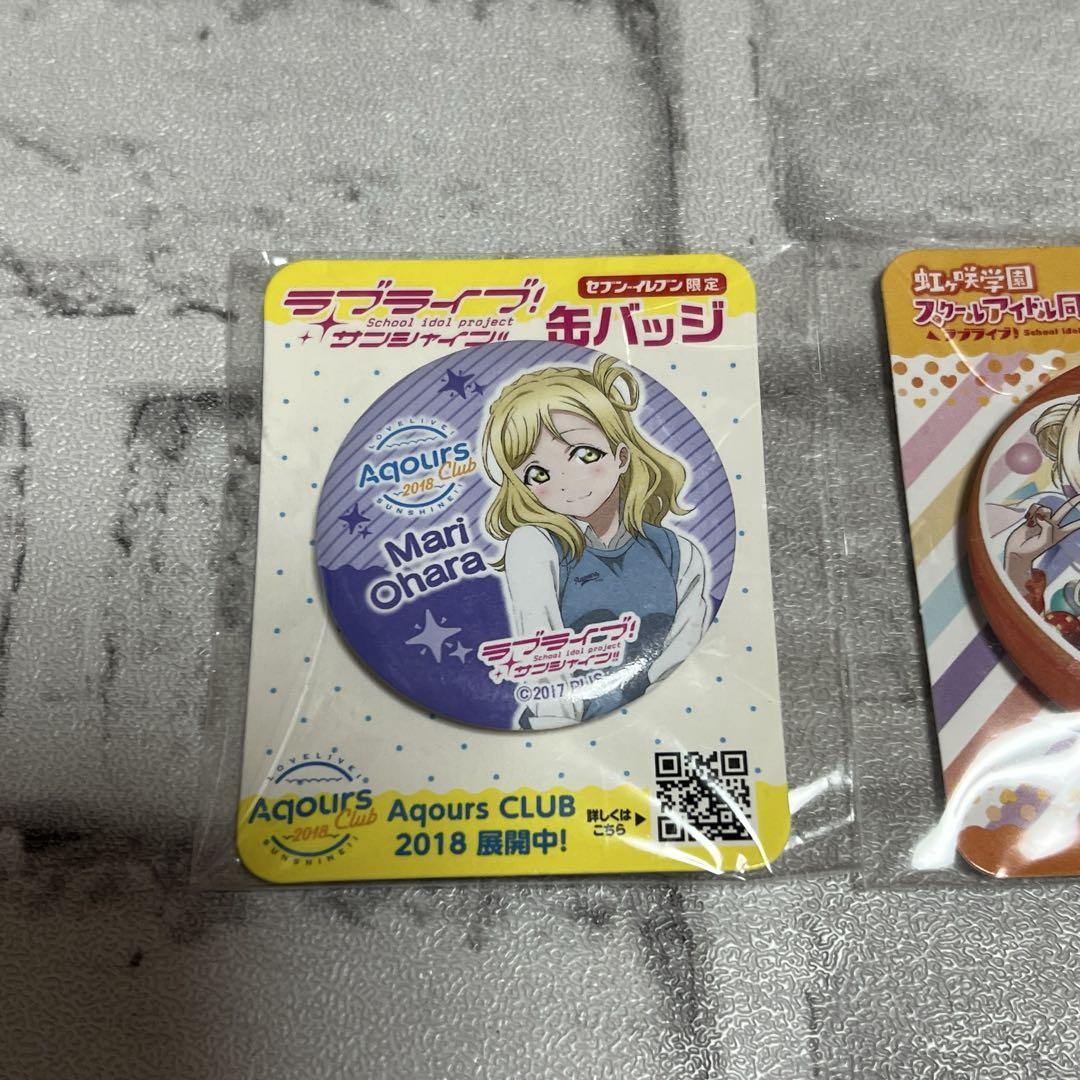 ラブライブ!
School idol project
サンシャイン!!
セブン-イレブン限定
缶バッジ
LOVELIVE!
Aqours
2018 Club
SUNSHINE!!
Mari
Ohara
Aqours
ラブライブ!
School idol project
サンシャイン!!
©2017 PL!S
LOVELIVE!
Aqours
2018 Club
SUNSHINE!!
Aqours CLUB
2018 展開中!
詳しくは
こちら
虹ヶ咲学園
スクールアイドル同
ラブライブ! School idol